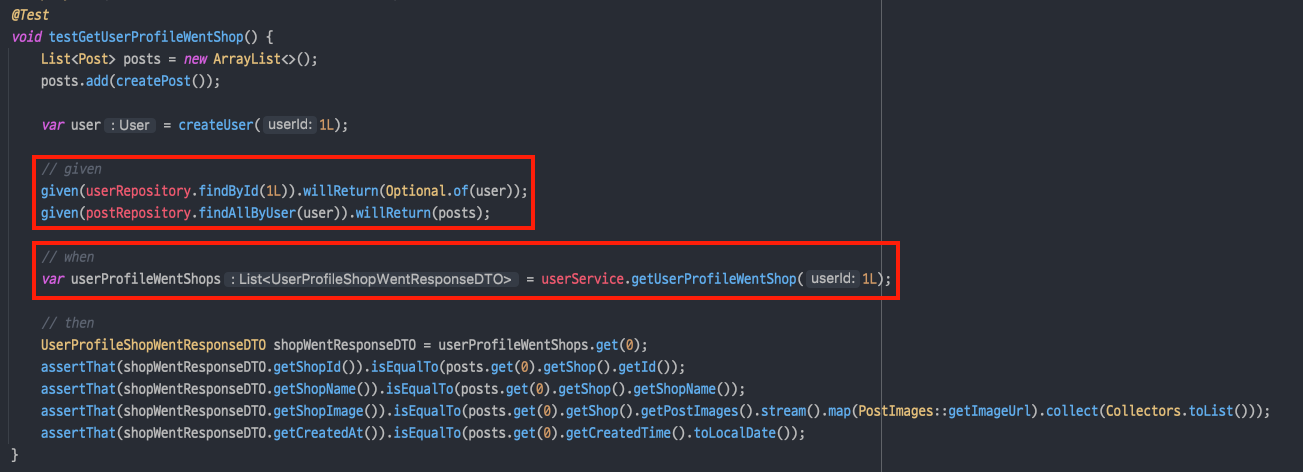 @Test
void testGetUserProfileWentShop() {
List<Post> posts = new ArrayList<>();
posts.add(createPost());
var user : User = createUser( userId: 1L);
// given
given(userRepository.findById(1L)).willReturn(Optional.of(user));
given(postRepository.findAllByUser(user)).willReturn(posts);
// when
var userProfileWentShops : List<UserProfileShopWentResponseDTO> = userService.getUserProfileWentShop( userId: 1L);
// then
UserProfileShopWentResponseDTO shopWentResponseDTO = userProfileWentShops.get(0);
assertThat(shopWentResponseDTO.getShopId()).isEqualTo(posts.get(0).getShop().getId());
assertThat(shopWentResponseDTO.getShopName()).isEqualTo(posts.get(0).getShop().getShopName());
assertThat(shopWentResponseDTO.getShopImage()).isEqualTo(posts.get(0).getShop().getPostImages().stream().map(PostImages::getImageUrl).collect(Collectors.toList()));
assertThat(shopWentResponseDTO.getCreatedAt()).isEqualTo(posts.get(0).getCreatedTime().toLocalDate());
}